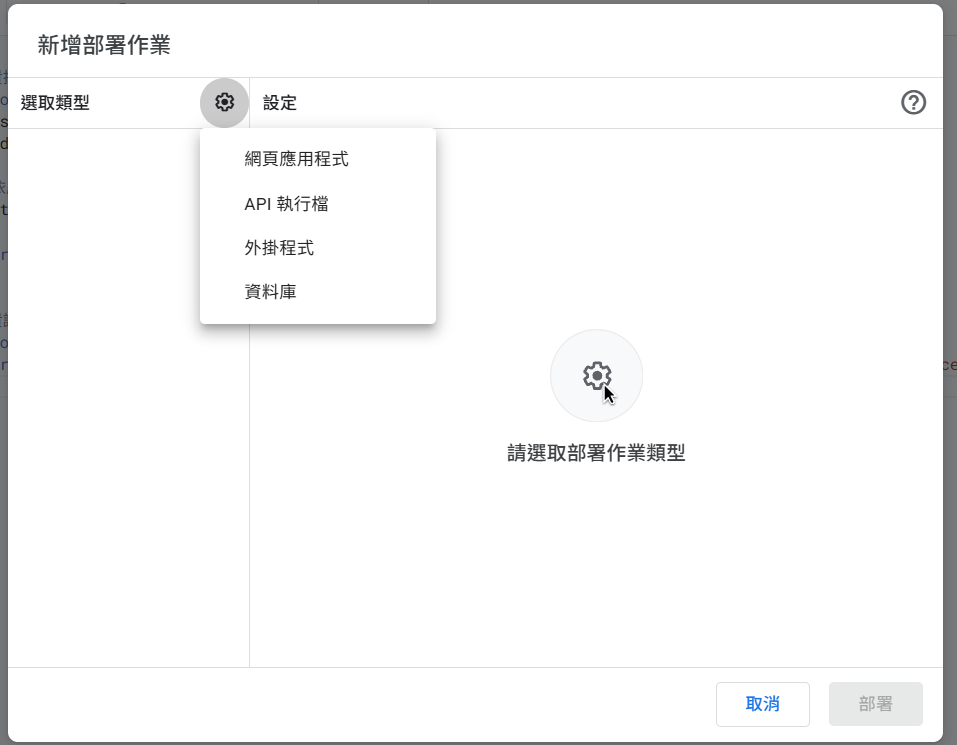 新增部署作業
選取類型
設定
網頁應用程式
API 執行檔
外掛程式
資料庫
請選取部署作業類型
取消
部署